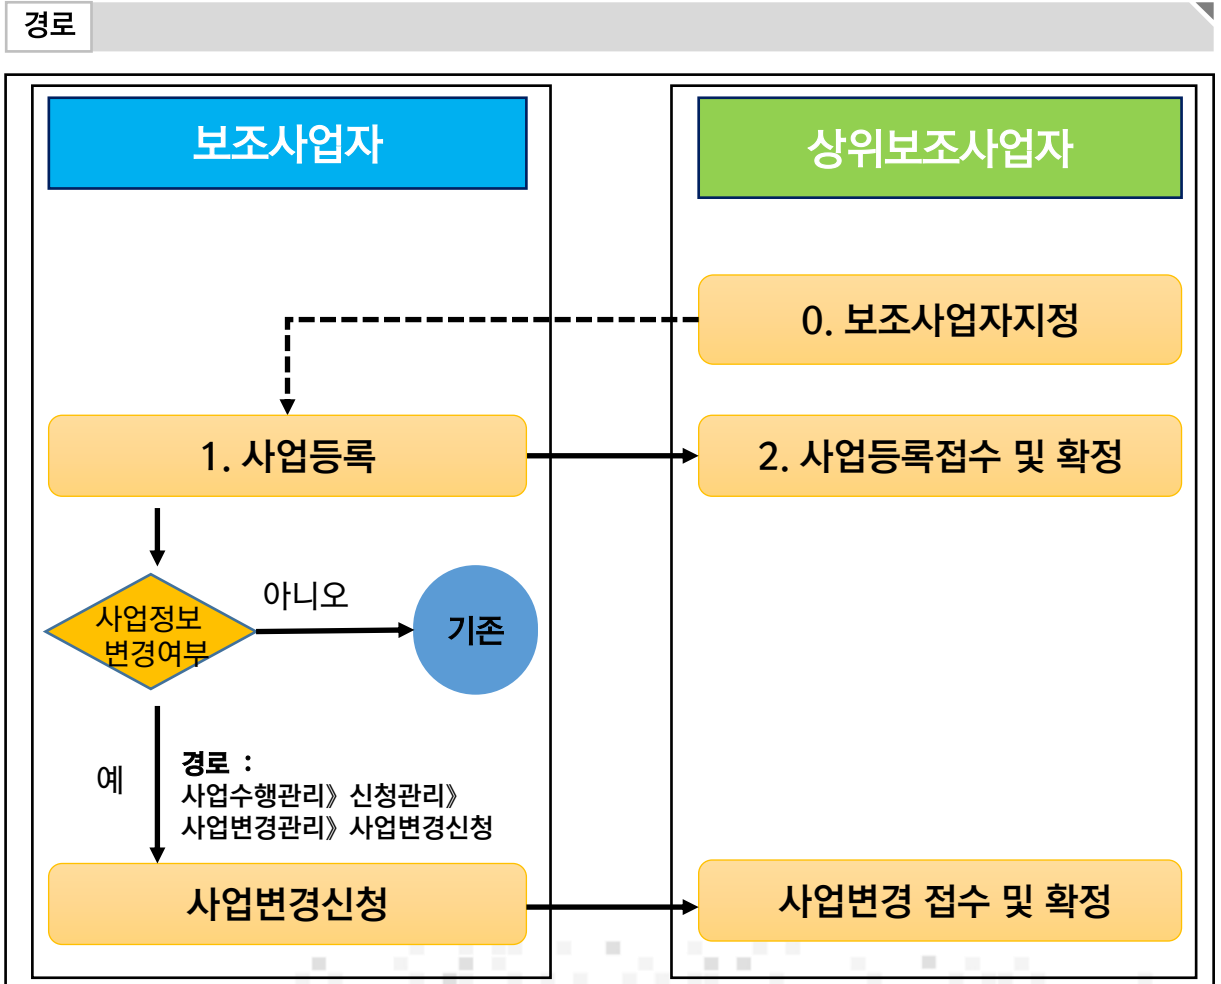 경로
보조사업자
상위보조사업자
0. 보조사업자지정
1. 사업등록
2. 사업등록접수 및 확정
사업정보
변경여부
아니오
기존
예
경로 :
사업수행관리》 신청관리》
사업변경관리》 사업변경신청
사업변경신청
사업변경 접수 및 확정